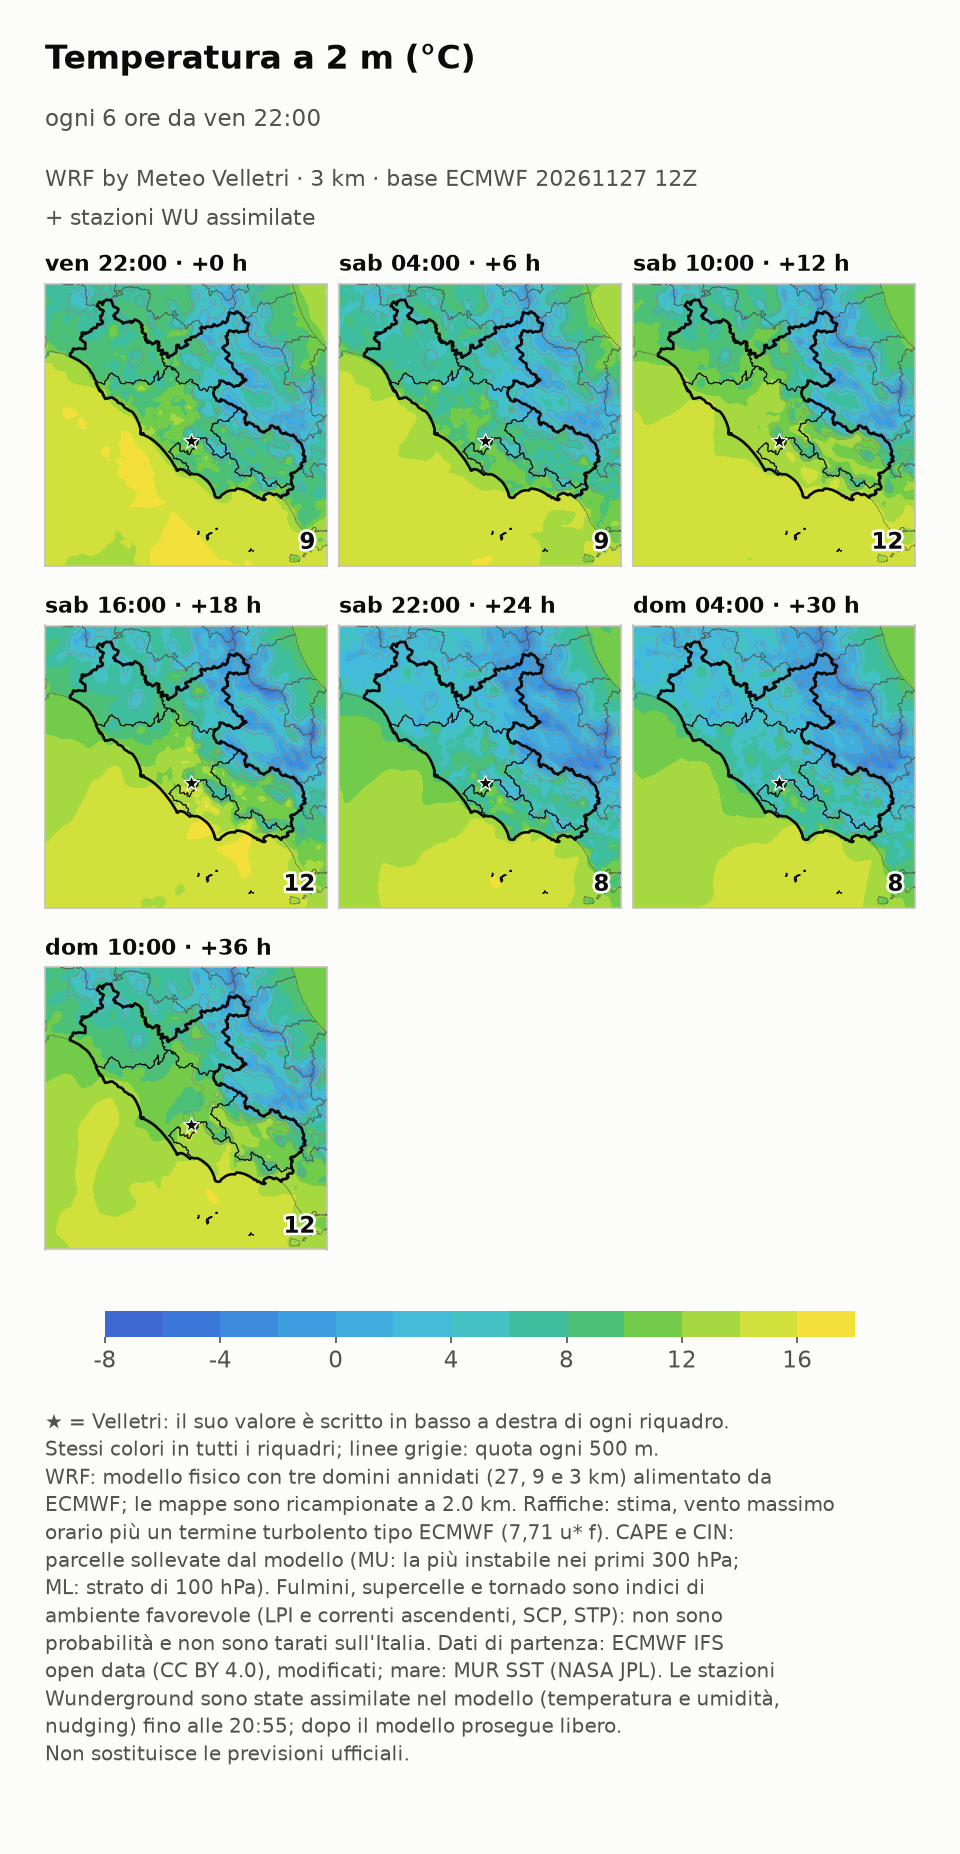 Temperatura a 2 m (°C)
ogni 6 ore da ven 22:00
WRF by Meteo Velletri · 3 km · base ECMWF 20261127 12Z
+ stazioni WU assimilate
ven 22:00 · +0 h
sab 04:00 · +6 h
sab 10:00 · +12 h
9
9
12
sab 16:00 · +18 h
sab 22:00 · +24 h
dom 04:00 · +30 h
12
8
8
dom 10:00 · +36 h
12
-8 -4 0 4 8 12 16
★ = Velletri: il suo valore è scritto in basso a destra di ogni riquadro.
Stessi colori in tutti i riquadri; linee grigie: quota ogni 500 m.
WRF: modello fisico con tre domini annidati (27, 9 e 3 km) alimentato da
ECMWF; le mappe sono ricampionate a 2.0 km. Raffiche: stima, vento massimo
orario più un termine turbolento tipo ECMWF (7,71 u* f). CAPE e CIN:
parcelle sollevate dal modello (MU: la più instabile nei primi 300 hPa;
ML: strato di 100 hPa). Fulmini, supercelle e tornado sono indici di
ambiente favorevole (LPI e correnti ascendenti, SCP, STP): non sono
probabilità e non sono tarati sull'Italia. Dati di partenza: ECMWF IFS
open data (CC BY 4.0), modificati; mare: MUR SST (NASA JPL). Le stazioni
Wunderground sono state assimilate nel modello (temperatura e umidità,
nudging) fino alle 20:55; dopo il modello prosegue libero.
Non sostituisce le previsioni ufficiali.